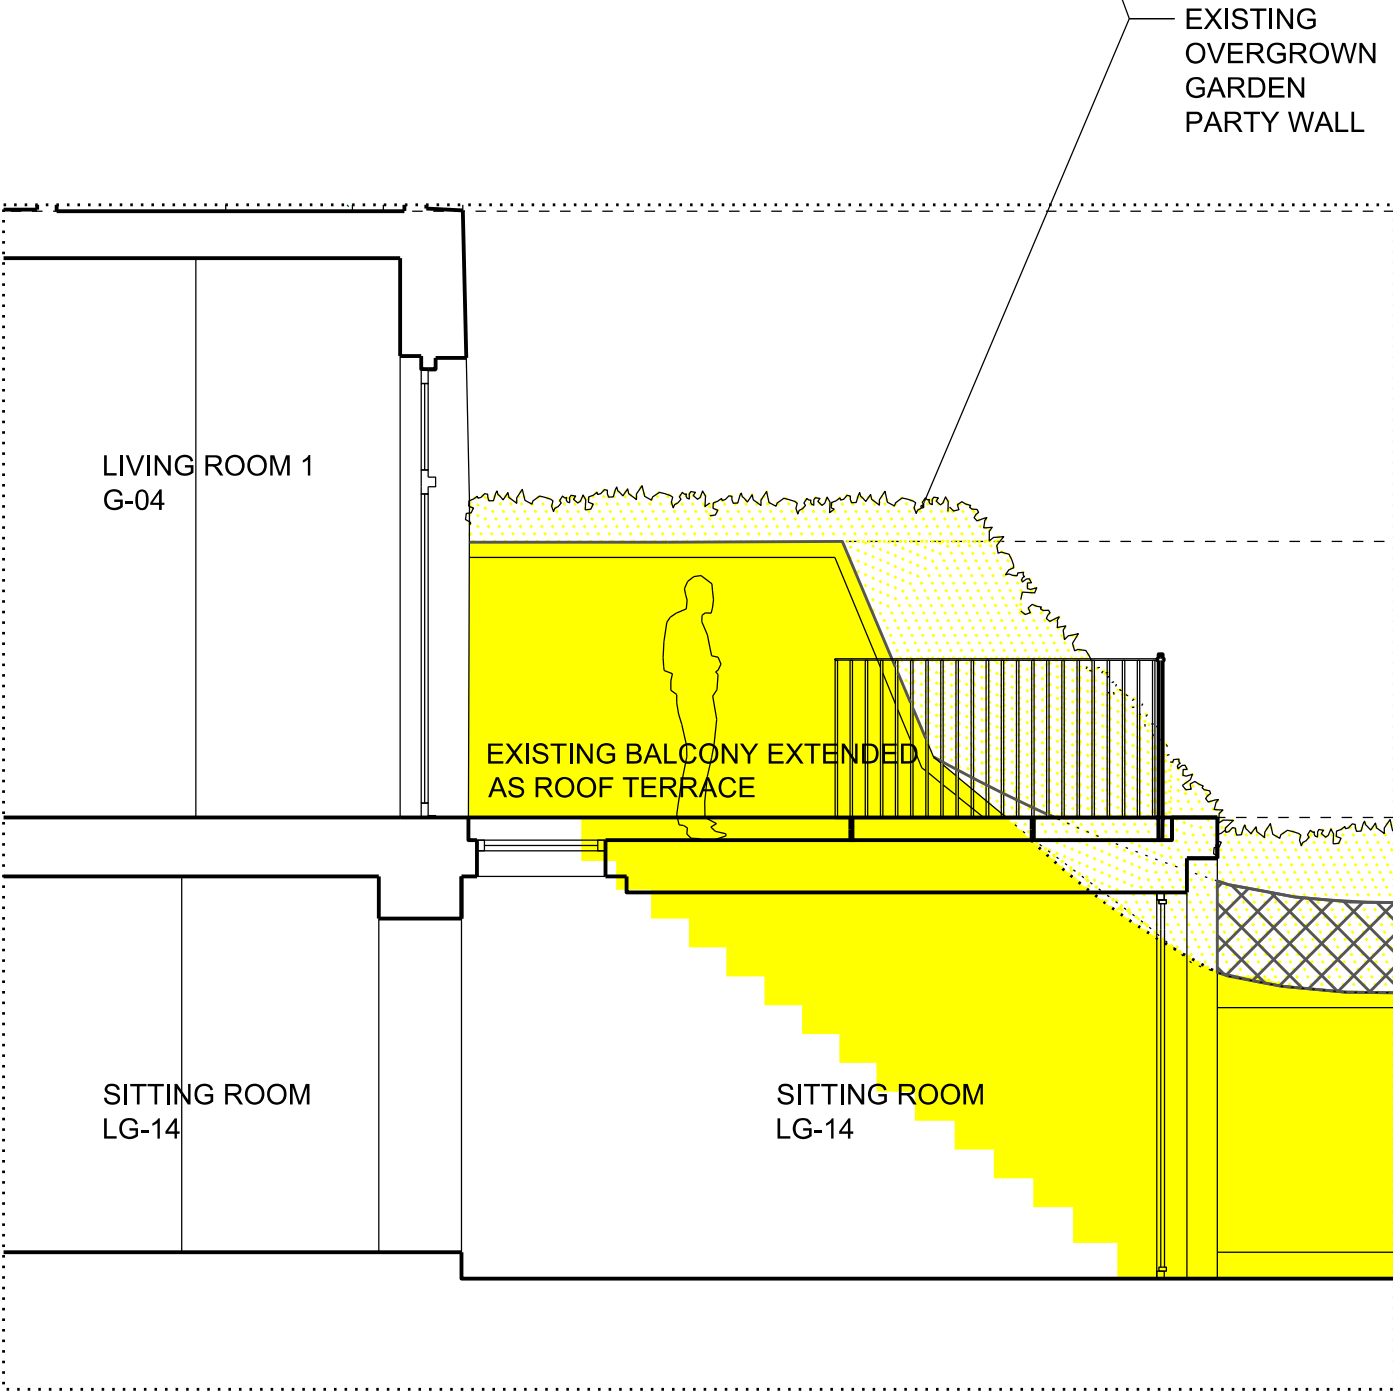 EXISTING
OVERGROWN
GARDEN
PARTY WALL
LIVING ROOM 1
G-04
EXISTING BALCONY EXTENDED
AS ROOF TERRACE
SITTING ROOM
LG-14
SITTING ROOM
LG-14